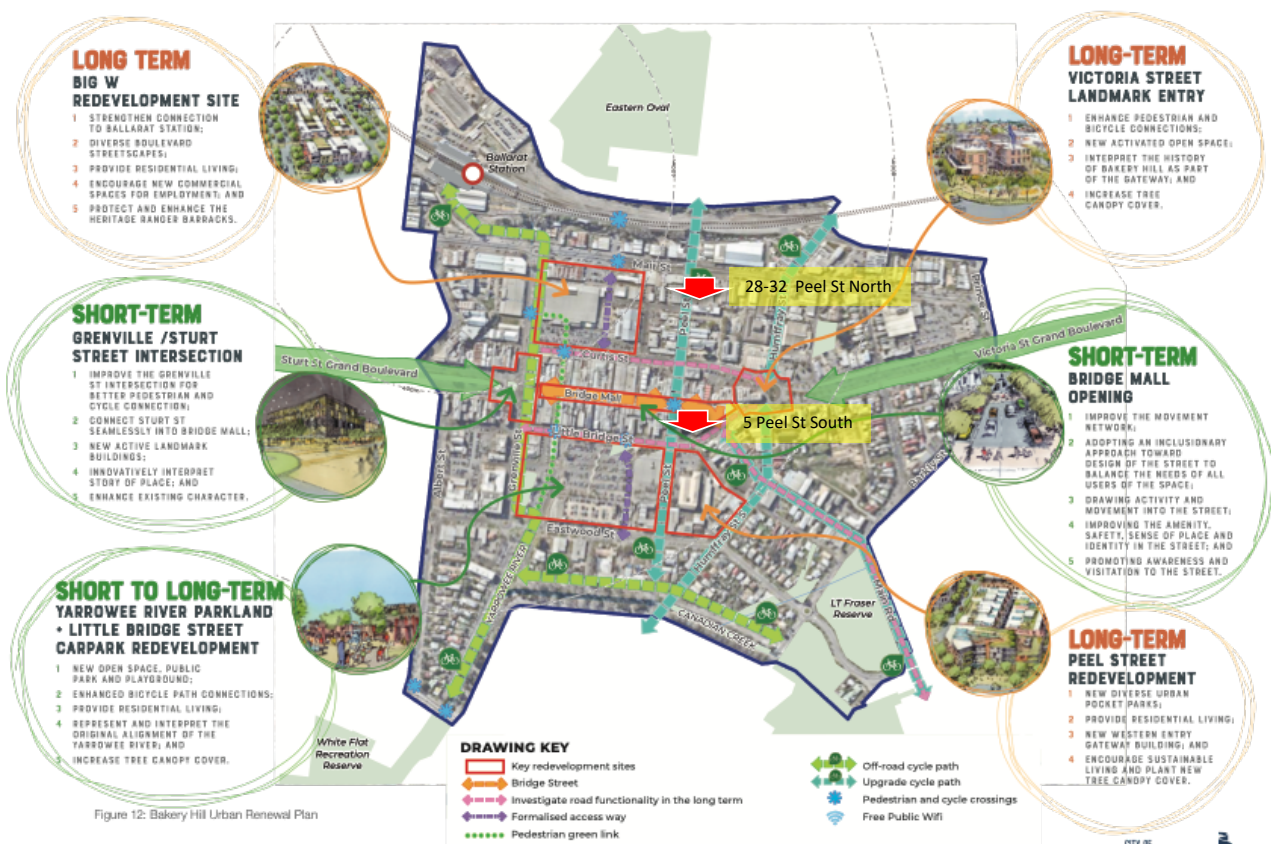 LONG TERM
BIG W
REDEVELOPMENT SITE
1 STRENGTHEN CONNECTION
TO BALLARAT STATION;
2 DIVERSE BOULEVARD
STREETSCAPES;
3 PROVIDE RESIDENTIAL LIVING;
4 ENCOURAGE NEW COMMERCIAL
SPACES FOR EMPLOYMENT; AND
5 PROTECT AND ENHANCE THE
HERITAGE RANGER BARRACKS.
SHORT-TERM
GRENVILLE /STURT
STREET INTERSECTION
1 IMPROVE THE GRENVILLE
ST INTERSECTION FOR
BETTER PEDESTRIAN AND
CYCLE CONNECTION;
2 CONNECT STURT ST
SEAMLESSLY INTO BRIDGE MALL;
3 NEW ACTIVE LANDMARK
BUILDINGS;
4 INNOVATIVELY INTERPRET
STORY OF PLACE; AND
5 ENHANCE EXISTING CHARACTER.
SHORT TO LONG-TERM
YARROWEE RIVER PARKLAND
+ LITTLE BRIDGE STREET
CARPARK REDEVELOPMENT
1 NEW OPEN SPACE, PUBLIC
PARK AND PLAYGROUND;
2 ENHANCED BICYCLE PATH CONNECTIONS;
3 PROVIDE RESIDENTIAL LIVING;
4 REPRESENT AND INTERPRET THE
ORIGINAL ALIGNMENT OF THE
YARROWEE RIVER; AND
5 INCREASE TREE CANOPY COVER.
Eastern Oval
Ballarat
Station
Mair St
Peel St
28-32 Peel St North
Humffray St
Prince St
Curtis St
Sturt St Grand Boulevard
Victoria St Grand Boulevard
Bridge Mall
5 Peel St South
Little Bridge St
Grenville St
Albert St
Peel St
Barkly St
Eastwood St
Humffray St S
YARROWEE RIVER
CANADIAN CREEK
Main Rd
LT Fraser
Reserve
White Flat
Recreation
Reserve
LONG-TERM
VICTORIA STREET
LANDMARK ENTRY
1 ENHANCE PEDESTRIAN AND
BICYCLE CONNECTIONS;
2 NEW ACTIVATED OPEN SPACE;
3 INTERPRET THE HISTORY
OF BAKERY HILL AS PART
OF THE GATEWAY; AND
4 INCREASE TREE
CANOPY COVER.
SHORT-TERM
BRIDGE MALL
OPENING
1 IMPROVE THE MOVEMENT
NETWORK;
2 ADOPTING AN INCLUSIONARY
APPROACH TOWARD
DESIGN OF THE STREET TO
BALANCE THE NEEDS OF ALL
USERS OF THE SPACE;
3 DRAWING ACTIVITY AND
MOVEMENT INTO THE STREET;
4 IMPROVING THE AMENITY,
SAFETY, SENSE OF PLACE AND
IDENTITY IN THE STREET; AND
5 PROMOTING AWARENESS AND
VISITATION TO THE STREET.
LONG-TERM
PEEL STREET
REDEVELOPMENT
1 NEW DIVERSE URBAN
POCKET PARKS;
2 PROVIDE RESIDENTIAL LIVING;
3 NEW WESTERN ENTRY
GATEWAY BUILDING; AND
4 ENCOURAGE SUSTAINABLE
LIVING AND PLANT NEW
TREE CANOPY COVER.
DRAWING KEY
Key redevelopment sites
Bridge Street
Investigate road functionality in the long term
Formalised access way
Pedestrian green link
Off-road cycle path
Upgrade cycle path
Pedestrian and cycle crossings
Free Public Wifi
Figure 12: Bakery Hill Urban Renewal Plan